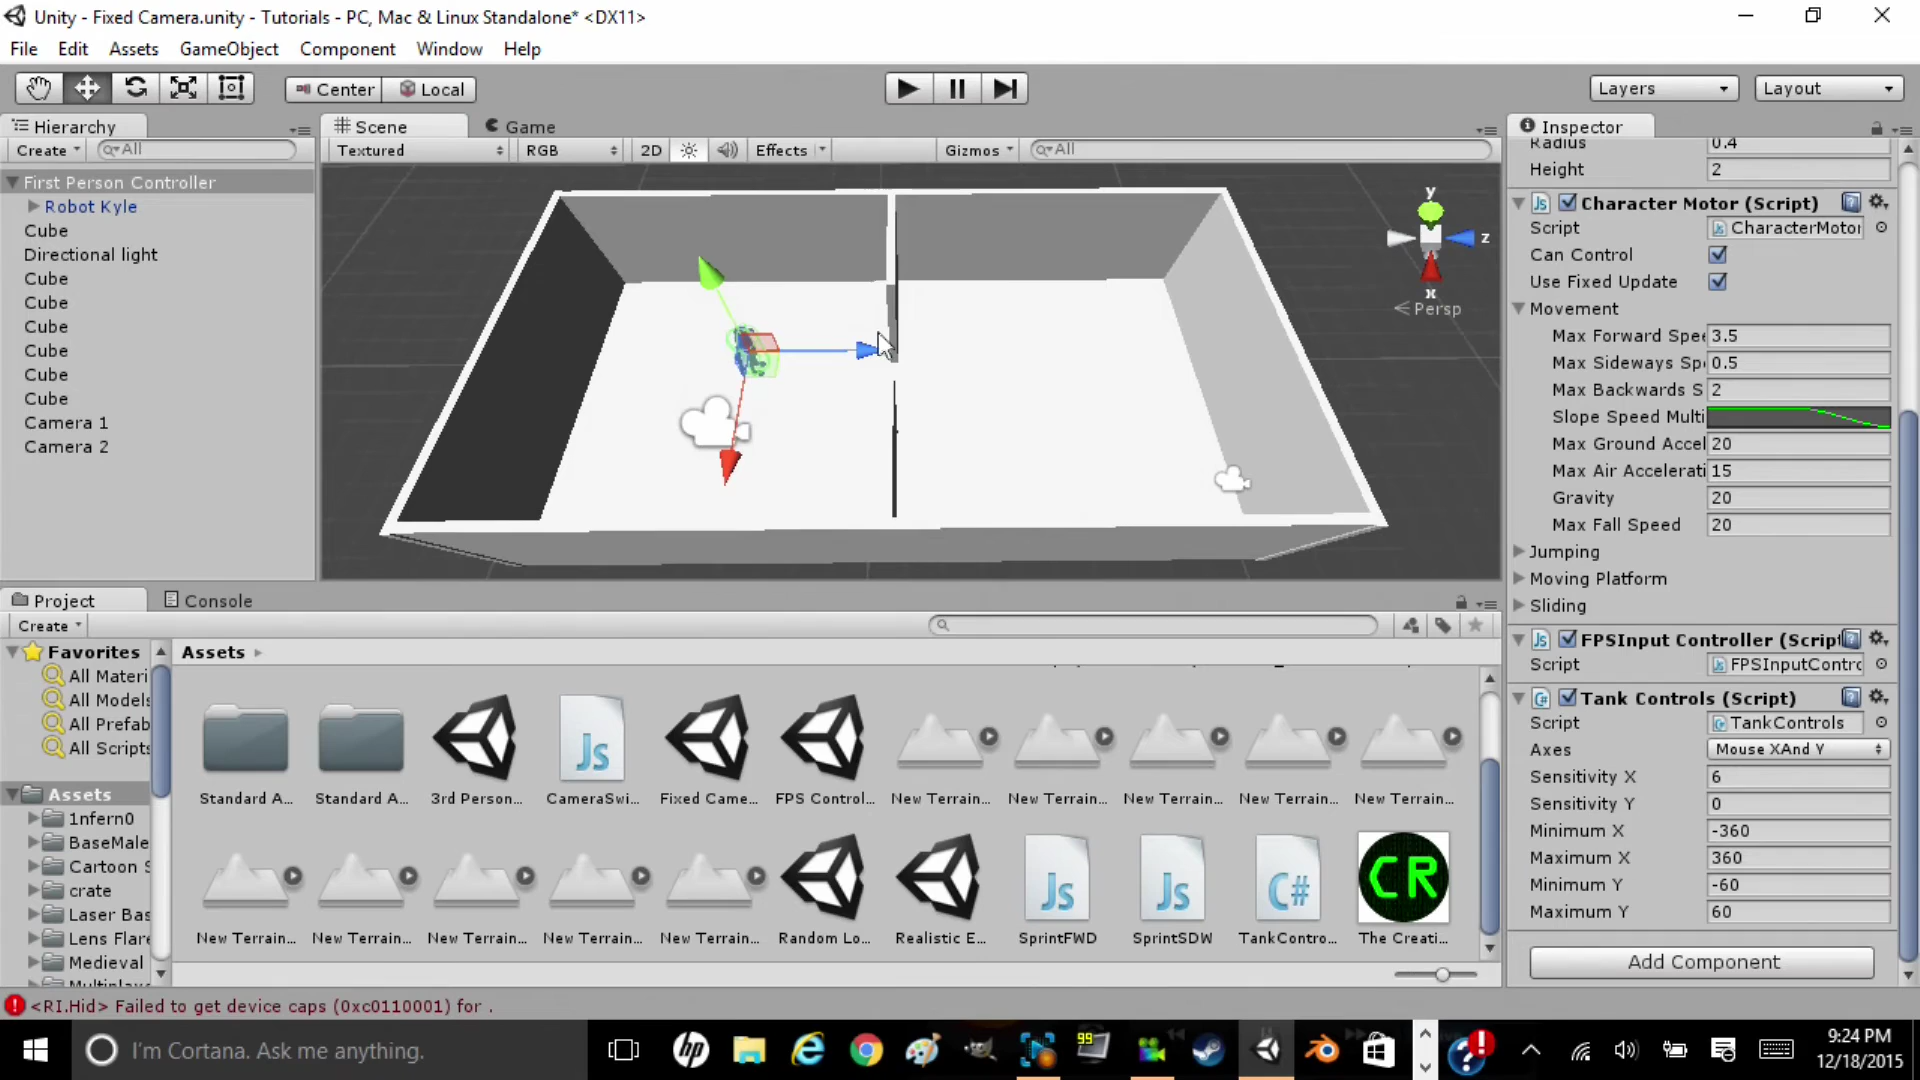 Unity - Fixed Camera.unity - Tutorials - PC, Mac & Linux Standalone* <DX11>
File Edit Assets GameObject Component Window Help
Center Local Layers Layout
Hierarchy
Create All
First Person Controller
Robot Kyle
Cube
Directional light
Cube
Cube
Cube
Cube
Cube
Cube
Camera 1
Camera 2
Scene Game
Textured RGB 2D Effects Gizmos All
y
z
x
Persp
Inspector
Radius 0.4
Height 2
Character Motor (Script)
Script CharacterMotor
Can Control
Use Fixed Update
Movement
Max Forward Spee 3.5
Max Sideways Sp 0.5
Max Backwards S 2
Slope Speed Multi
Max Ground Accel 20
Max Air Accelerati 15
Gravity 20
Max Fall Speed 20
Jumping
Moving Platform
Sliding
FPSInput Controller (Script
Script FPSInputContro
Tank Controls (Script)
Script TankControls
Axes Mouse XAnd Y
Sensitivity X 6
Sensitivity Y 0
Minimum X -360
Maximum X 360
Minimum Y -60
Maximum Y 60
Add Component
Project Console
Create
Favorites
All Materi
All Models
All Prefab
All Scripts
Assets
1nfern0
BaseMale
Cartoon S
crate
Laser Bas
Lens Flare
Medieval
Assets
Standard A... Standard A... 3rd Person... CameraSwi... Fixed Came... FPS Control... New Terrain... New Terrain... New Terrain... New Terrain... New Terrain...
Js
New Terrain... New Terrain... New Terrain... New Terrain... New Terrain... Random Lo... Realistic E... SprintFWD SprintSDW TankContro... The Creati...
Js Js C# CR
<RI.Hid> Failed to get device caps (0xc0110001) for .
I'm Cortana. Ask me anything.
hp
99
9:24 PM
12/18/2015